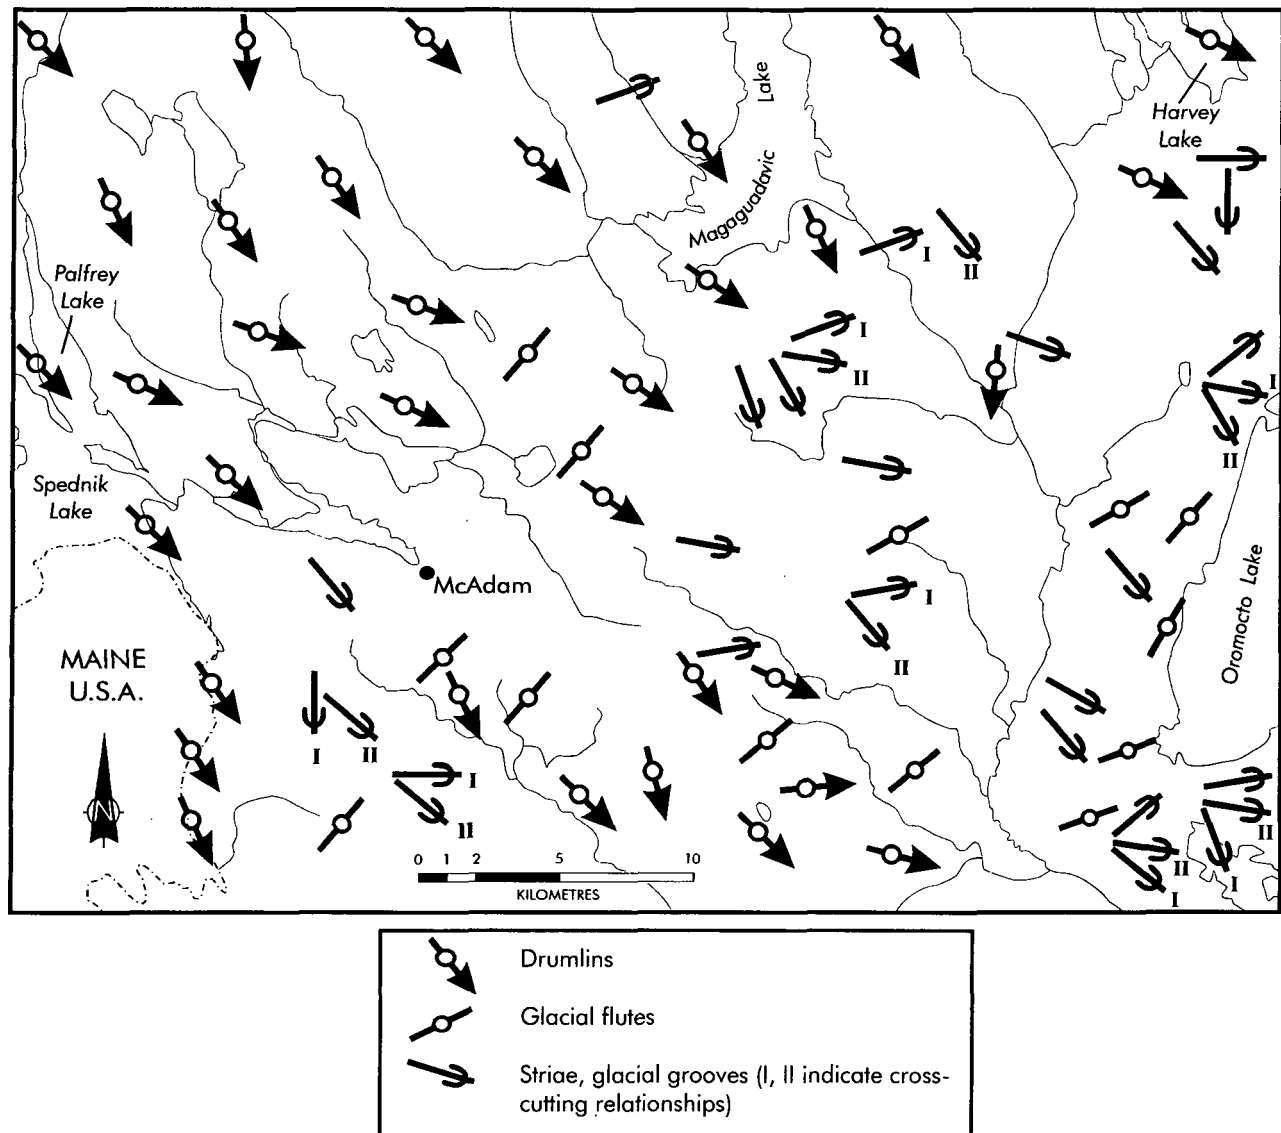 Lake
Harvey
Lake
Magaguadavic
I
II
Palfrey
Lake
I
II
I
II
Spednik
Lake
McAdam
I
II
Oromocto Lake
MAINE
U.S.A.
I
II
I
II
N
I
II
II
I
I
0 1 2 5 10
KILOMETRES
Drumlins
Glacial flutes
Striae, glacial grooves (I, II indicate cross-
cutting relationships)